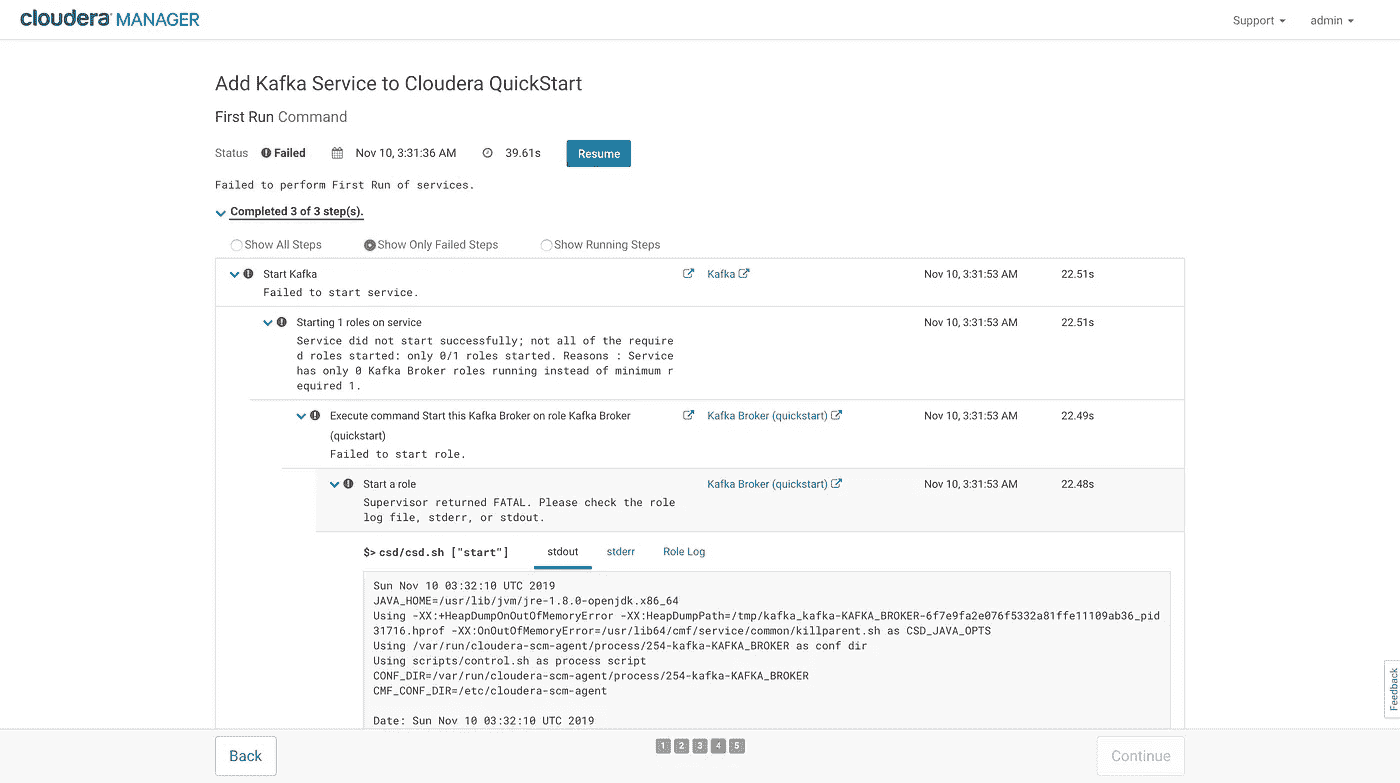 cloudera MANAGER
Support admin
Add Kafka Service to Cloudera QuickStart
First Run Command
Status Failed Nov 10, 3:31:36 AM 39.61s Resume
Failed to perform First Run of services.
Completed 3 of 3 step(s).
Show All Steps Show Only Failed Steps Show Running Steps
Start Kafka Kafka Nov 10, 3:31:53 AM 22.51s
Failed to start service.
Starting 1 roles on service Nov 10, 3:31:53 AM 22.51s
Service did not start successfully; not all of the require
d roles started: only 0/1 roles started. Reasons : Service
has only 0 Kafka Broker roles running instead of minimum r
equired 1.
Execute command Start this Kafka Broker on role Kafka Broker Kafka Broker (quickstart) Nov 10, 3:31:53 AM 22.49s
(quickstart)
Failed to start role.
Start a role Kafka Broker (quickstart) Nov 10, 3:31:53 AM 22.48s
Supervisor returned FATAL. Please check the role
log file, stderr, or stdout.
$> csd/csd.sh ["start"] stdout stderr Role Log
Sun Nov 10 03:32:10 UTC 2019
JAVA_HOME=/usr/lib/jvm/jre-1.8.0-openjdk.x86_64
Using -XX:+HeapDumpOnOutOfMemoryError -XX:HeapDumpPath=/tmp/kafka_kafka-KAFKA_BROKER-6f7e9fa2e076f5332a81ffe11109ab36_pid
31716.hprof -XX:OnOutOfMemoryError=/usr/lib64/cmf/service/common/killparent.sh as CSD_JAVA_OPTS
Using /var/run/cloudera-scm-agent/process/254-kafka-KAFKA_BROKER as conf dir
Using scripts/control.sh as process script
CONF_DIR=/var/run/cloudera-scm-agent/process/254-kafka-KAFKA_BROKER
CMF_CONF_DIR=/etc/cloudera-scm-agent
Date: Sun Nov 10 03:32:10 UTC 2019
Feedback
Back 1 2 3 4 5 Continue